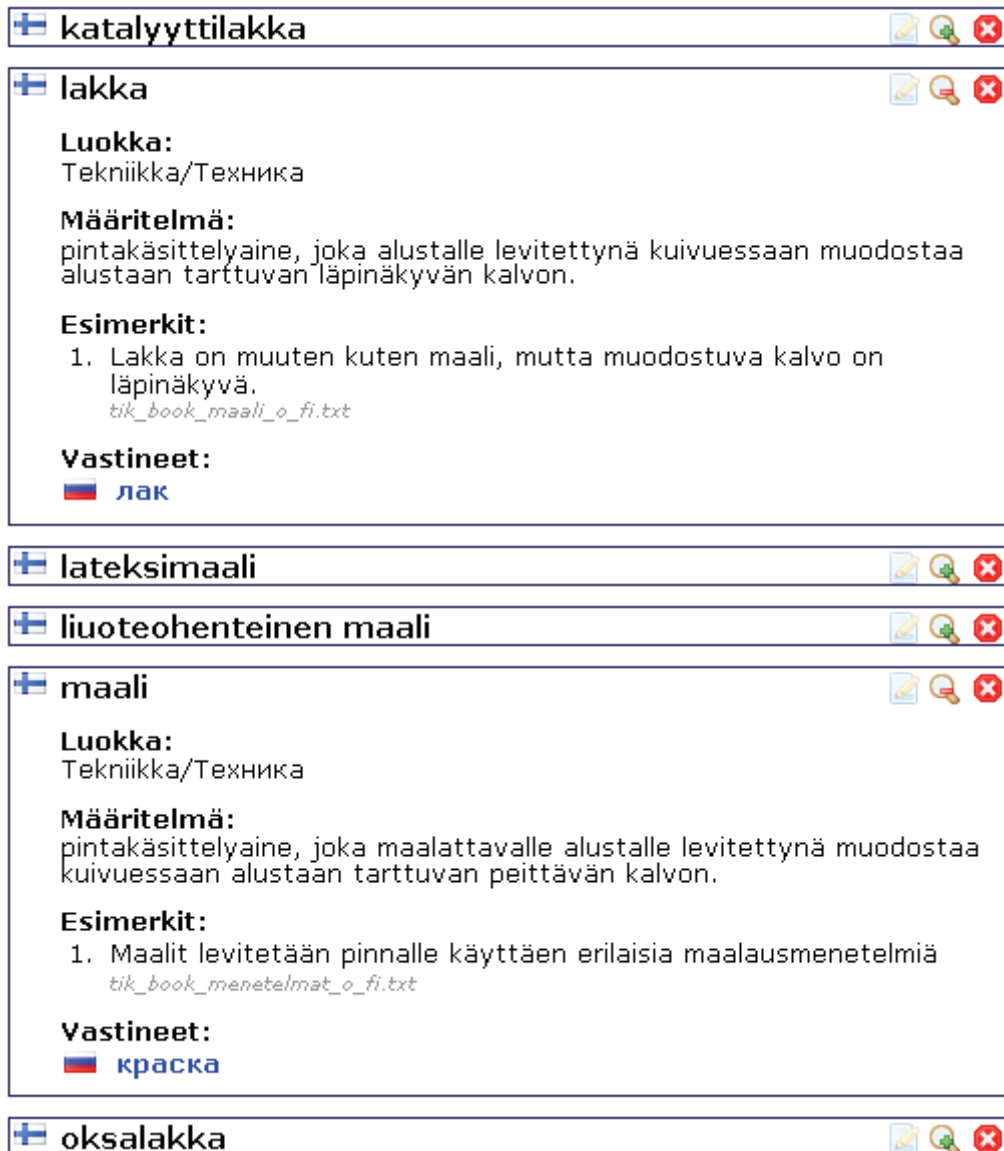 katalyyttilakka
lakka
Luokka:
Tekniikka/Техника
Määritelmä:
pintakäsittelyaine, joka alustalle levitettynä kuivuessaan muodostaa
alustaan tarttuvan läpinäkyvän kalvon.
Esimerkit:
1. Lakka on muuten kuten maali, mutta muodostuva kalvo on
läpinäkyvä.
tik_book_maali_o_fi.txt
Vastineet:
лак
lateksimaali
liuoteohenteinen maali
maali
Luokka:
Tekniikka/Техника
Määritelmä:
pintakäsittelyaine, joka maalattavalle alustalle levitettynä muodostaa
kuivuessaan alustaan tarttuvan peittävän kalvon.
Esimerkit:
1. Maalit levitetään pinnalle käyttäen erilaisia maalausmenetelmiä
tik_book_menetelmat_o_fi.txt
Vastineet:
краска
oksalakka